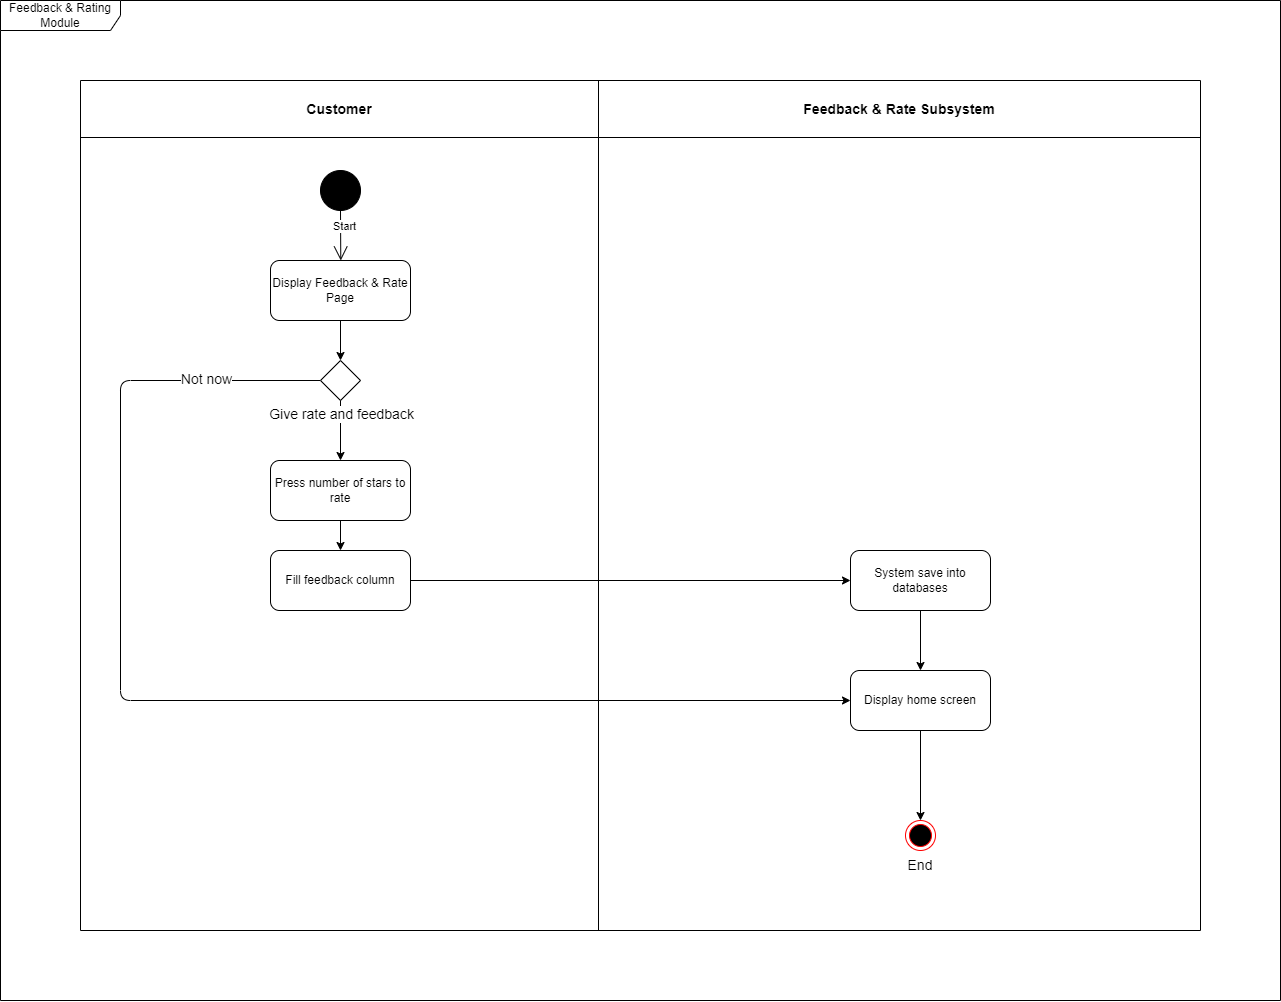 Feedback & Rating
Module
Customer
Feedback & Rate Subsystem
Start
Display Feedback & Rate
Page
Not now
Give rate and feedback
Press number of stars to
rate
Fill feedback column
System save into
databases
Display home screen
End